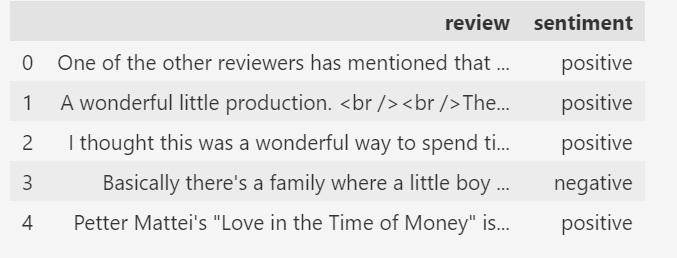 review sentiment
0 One of the other reviewers has mentioned that ... positive
1 A wonderful little production. <br /><br />The... positive
2 I thought this was a wonderful way to spend ti... positive
3 Basically there's a family where a little boy ... negative
4 Petter Mattei's "Love in the Time of Money" is... positive